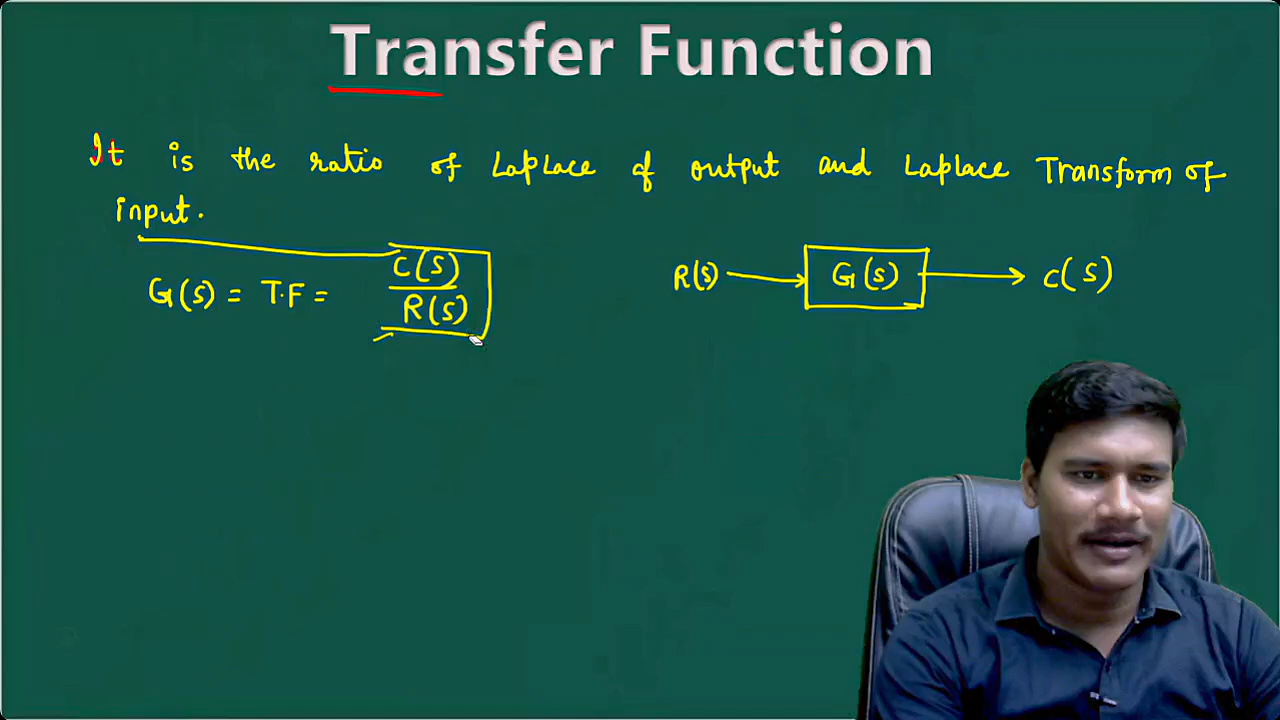 Transfer Function
It is the ratio of Laplace of output and Laplace Transform of
input.
G(s) = T.F = C(s)/R(s)
R(s) → G(s) → C(s)